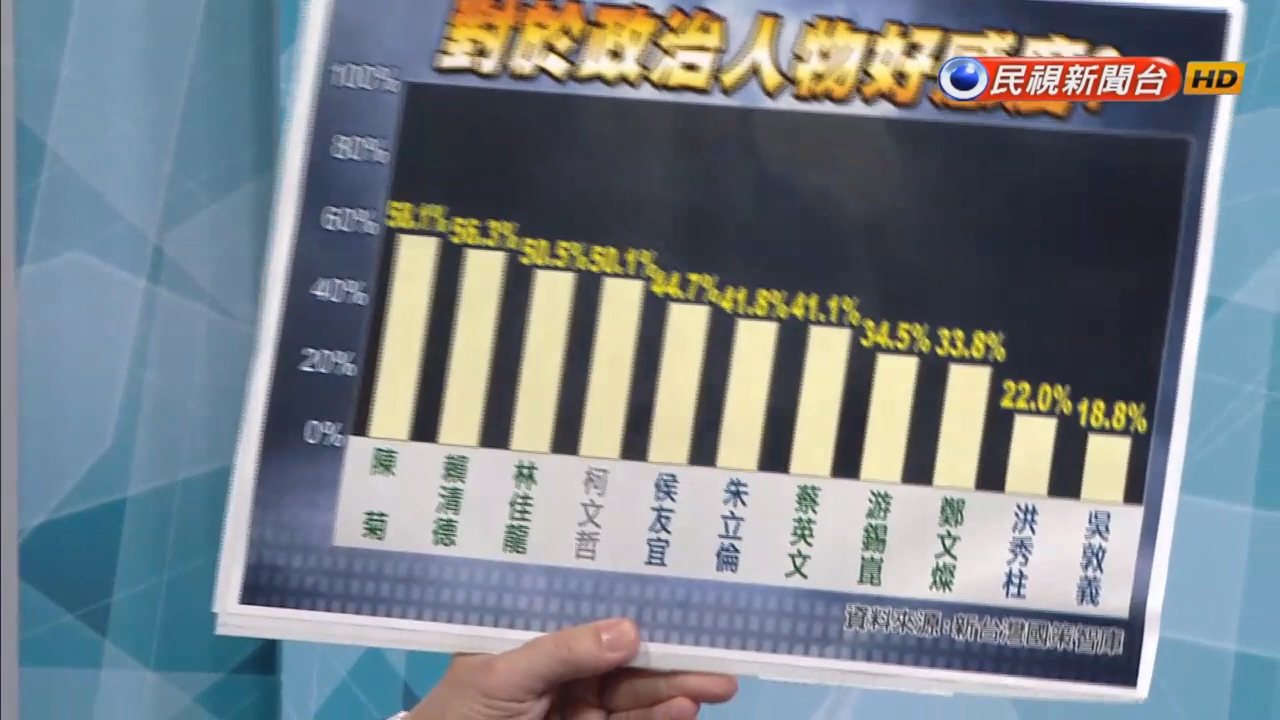 對於政治人物好感度?
民視新聞台 HD
100%
80%
60%
40%
20%
0%
58.1% 56.3% 50.5% 50.1% 44.7% 41.8% 41.1% 34.5% 33.8% 22.0% 18.8%
陳菊 賴清德 林佳龍 柯文哲 侯友宜 朱立倫 蔡英文 游錫堃 鄭文燦 洪秀柱 吳敦義
資料來源:新台灣國策智庫